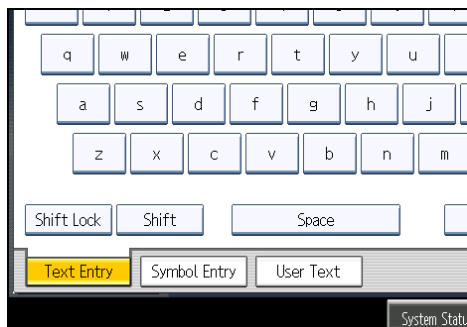 q w e r t y u
a s d f g h j
z x c v b n m
Shift Lock Shift Space
Text Entry Symbol Entry User Text
System Statu